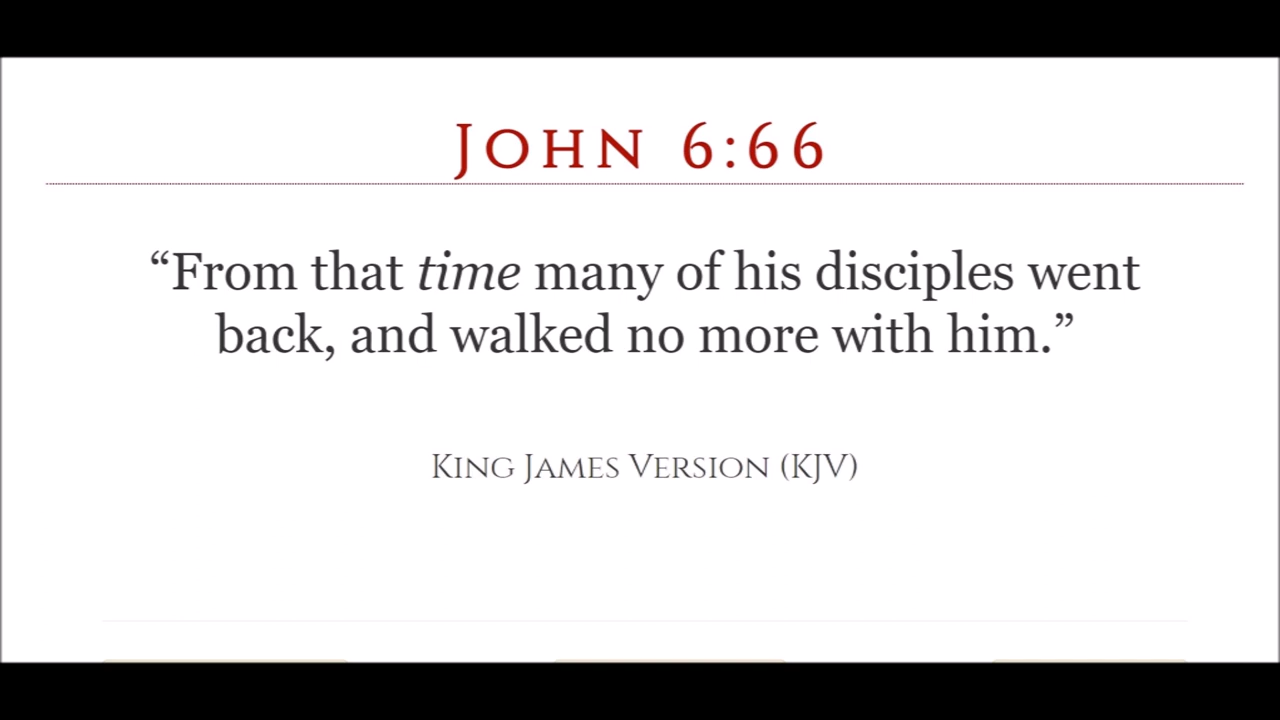 John 6:66
“From that time many of his disciples went
back, and walked no more with him.”
King James Version (KJV)